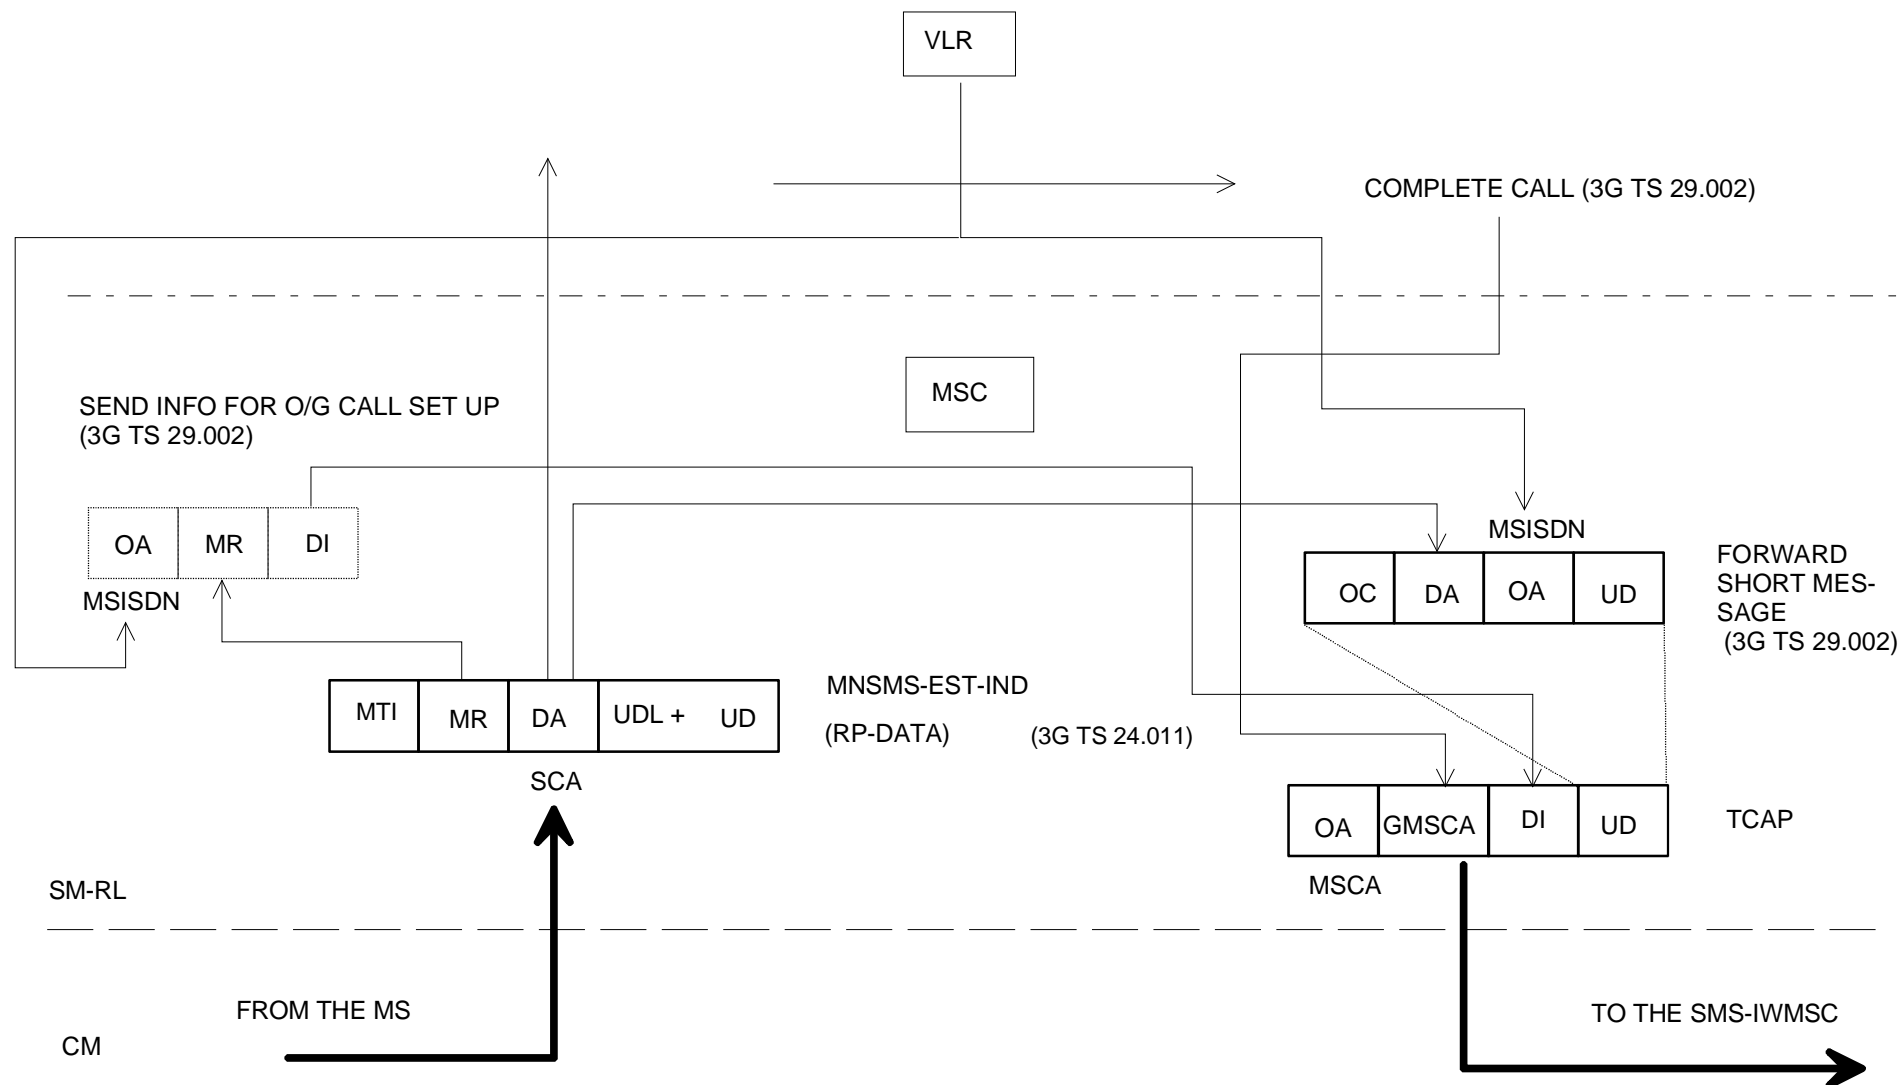 VLR
COMPLETE CALL (3G TS 29.002)
MSC
SEND INFO FOR O/G CALL SET UP
(3G TS 29.002)
OA MR DI
MSISDN
MSISDN
OC DA OA UD
FORWARD
SHORT MES-
SAGE
(3G TS 29.002)
MTI MR DA UDL + UD
MNSMS-EST-IND
(RP-DATA) (3G TS 24.011)
SCA
OA GMSCA DI UD
TCAP
MSCA
SM-RL
FROM THE MS
TO THE SMS-IWMSC
CM